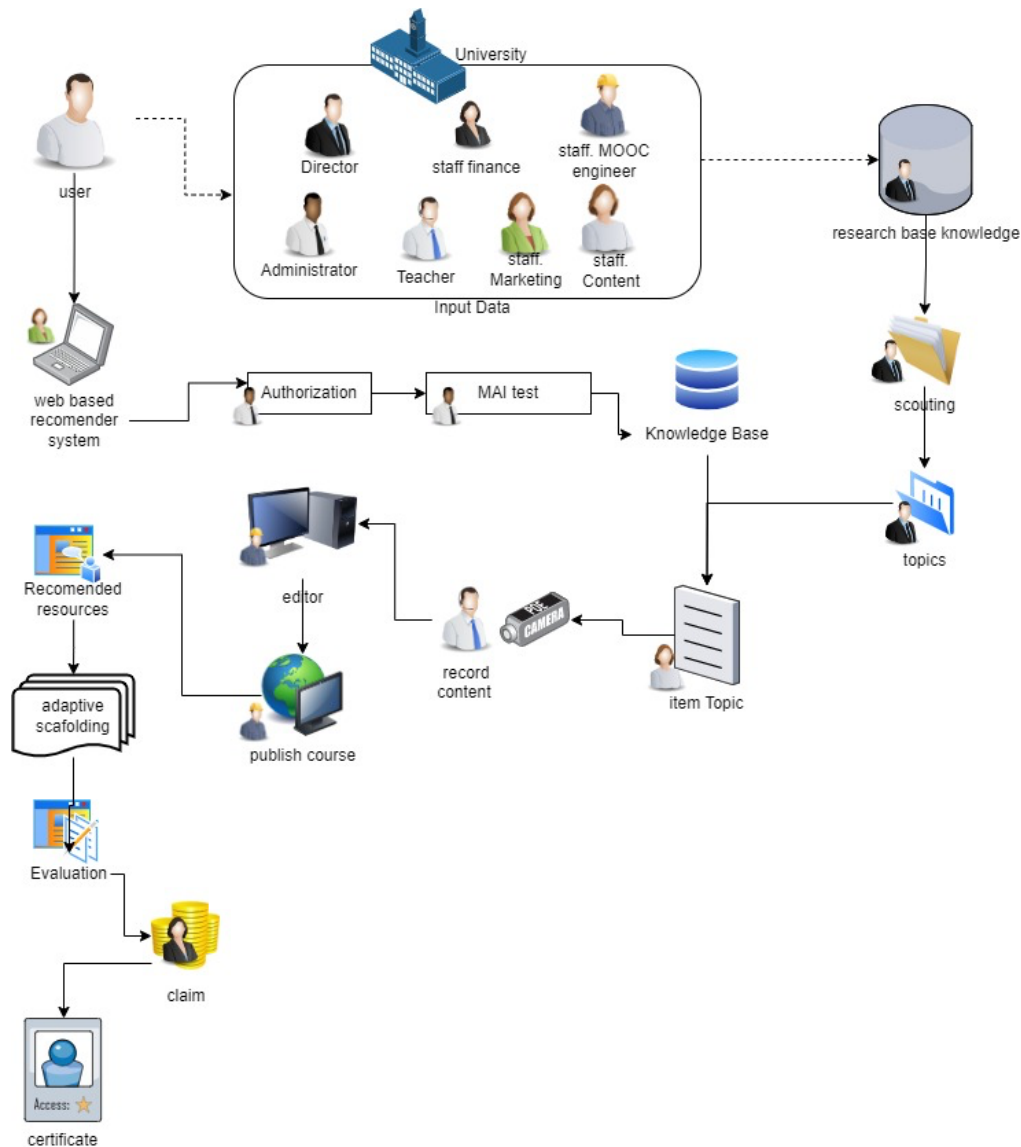 University
user
Director
staff finance
staff. MOOC
engineer
Administrator
Teacher
staff.
Marketing
staff.
Content
Input Data
research base knowledge
web based
recomender
system
Authorization
MAI test
Knowledge Base
scouting
topics
Recomended
resources
editor
record
content
POE
CAMERA
item Topic
adaptive
scafolding
publish course
Evaluation
claim
Access:
certificate